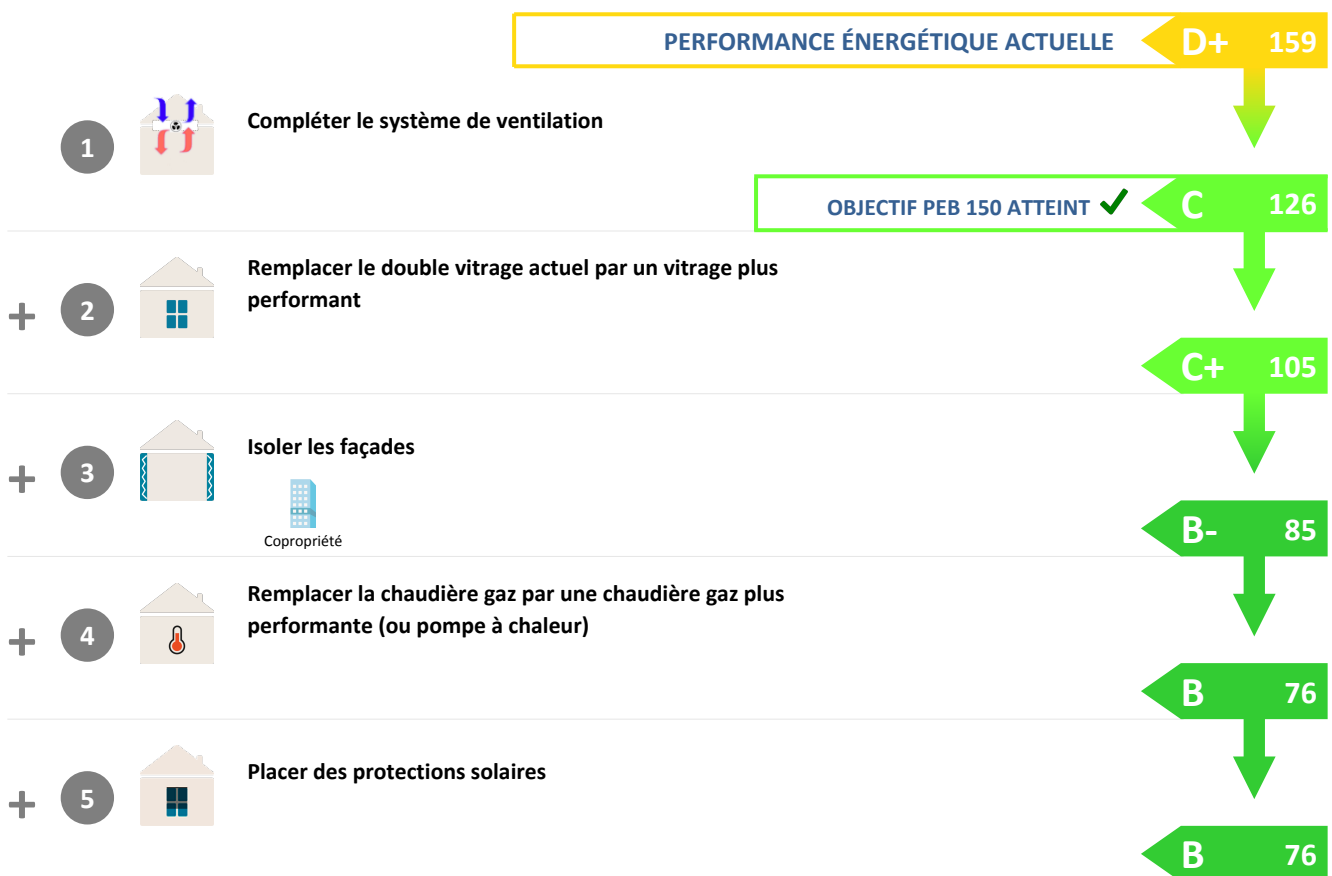 PERFORMANCE ÉNERGÉTIQUE ACTUELLE D+ 159
1 Compléter le système de ventilation
OBJECTIF PEB 150 ATTEINT ✔ C 126
+ 2 Remplacer le double vitrage actuel par un vitrage plus
performant
C+ 105
+ 3 Isoler les façades
Copropriété
B- 85
+ 4 Remplacer la chaudière gaz par une chaudière gaz plus
performante (ou pompe à chaleur)
B 76
+ 5 Placer des protections solaires
B 76